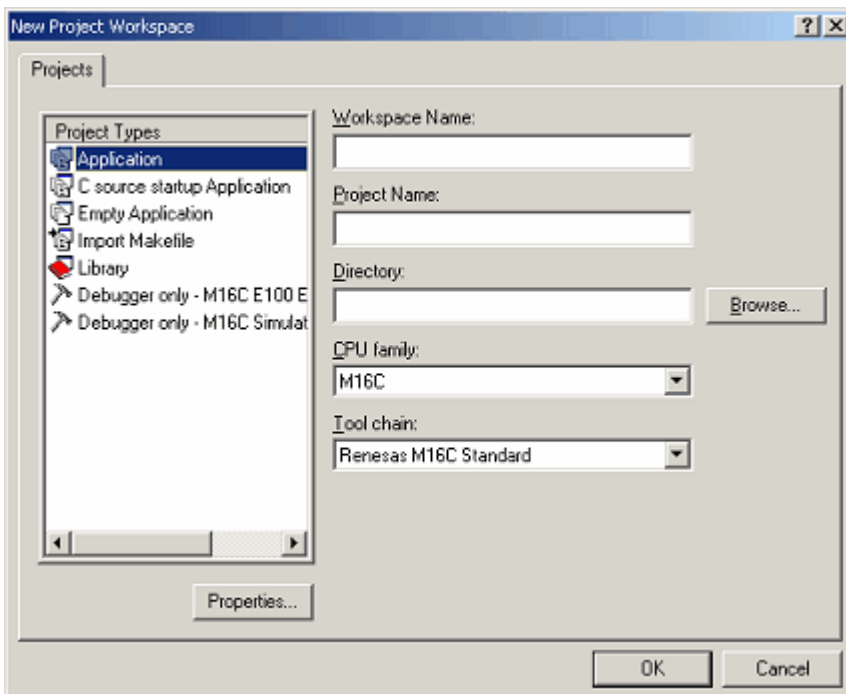 New Project Workspace
Projects
Project Types
Application
C source startup Application
Empty Application
Import Makefile
Library
Debugger only - M16C E100 E
Debugger only - M16C Simulat
Properties...
Workspace Name:
Project Name:
Directory:
Browse...
CPU family:
M16C
Tool chain:
Renesas M16C Standard
OK
Cancel